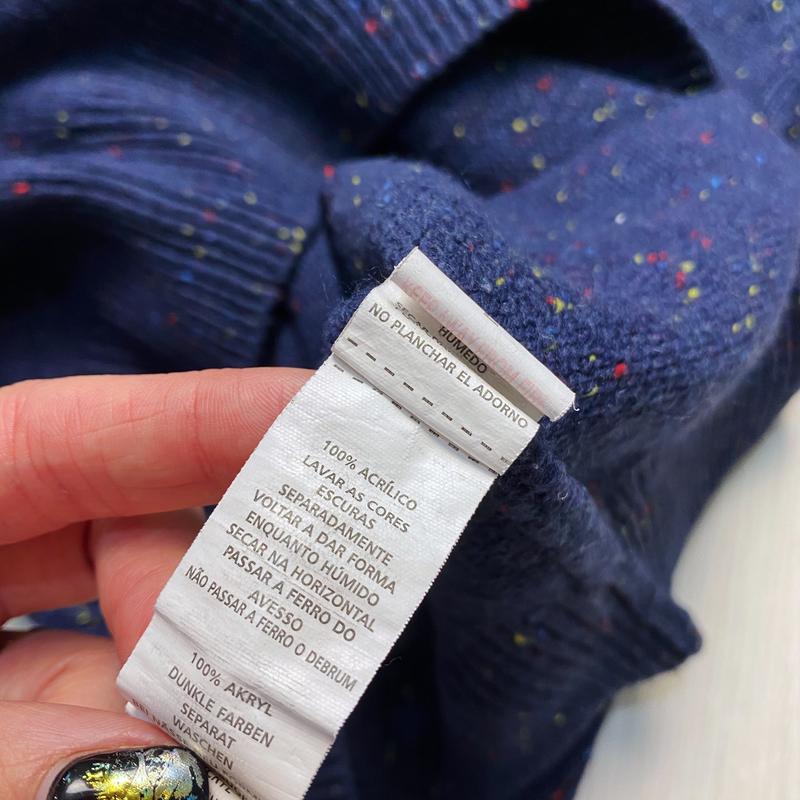 HUMEDO
NO PLANCHAR EL ADORNO
100% ACRÍLICO
LAVAR AS CORES
ESCURAS
SEPARADAMENTE
VOLTAR A DAR FORMA
ENQUANTO HÚMIDO
SECAR NA HORIZONTAL
PASSAR A FERRO DO
AVESSO
NÃO PASSAR A FERRO O DEBRUM
100% AKRYL
DUNKLE FARBEN
SEPARAT
WASCHEN